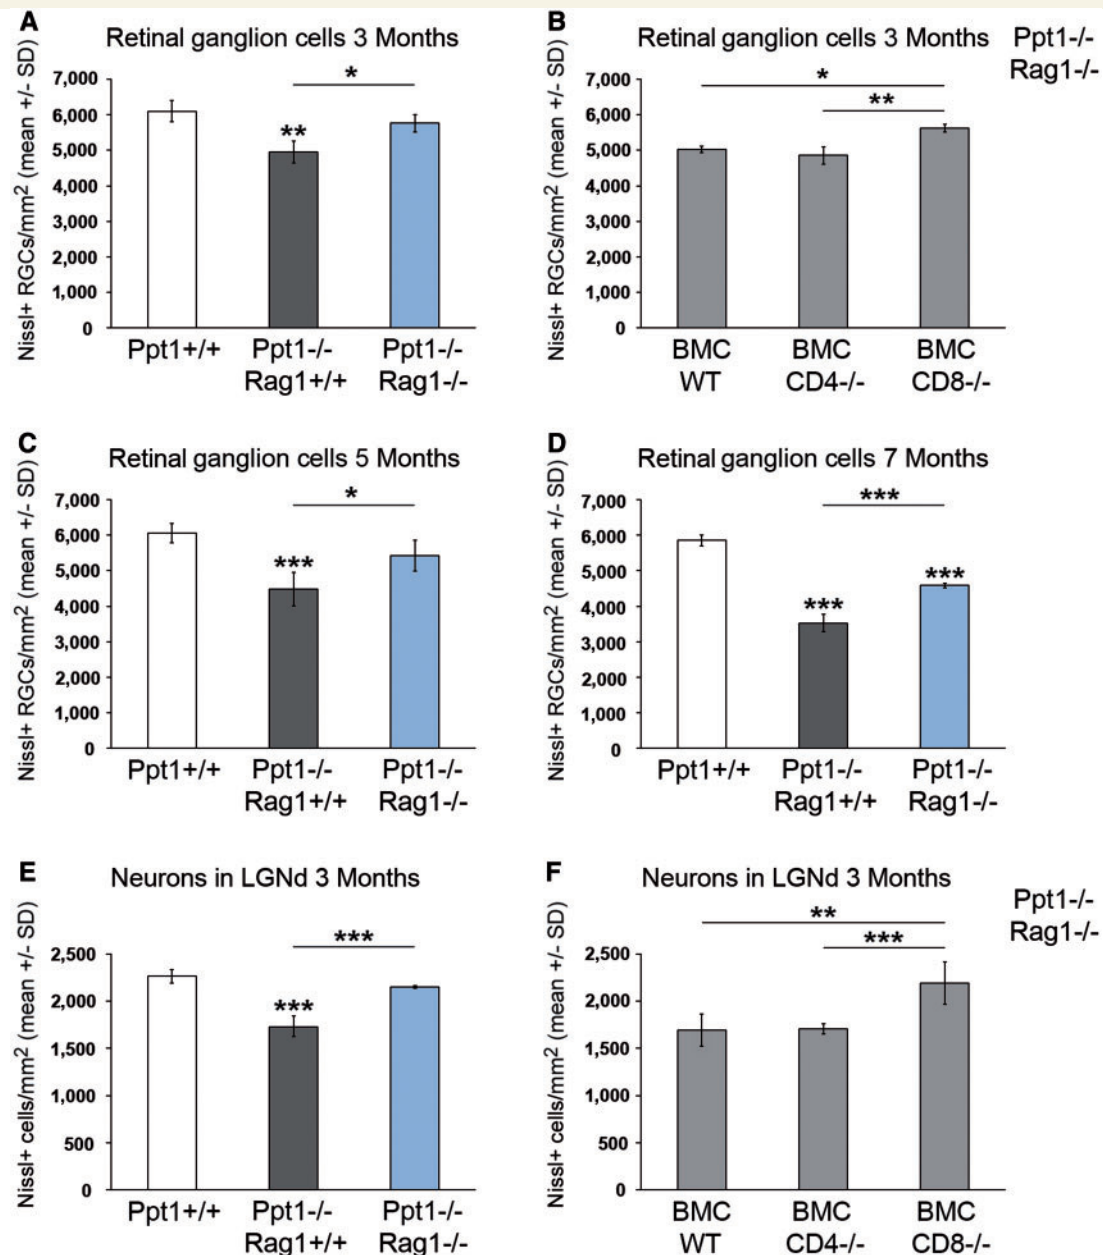 A
Retinal ganglion cells 3 Months
Nissl+ RGCs/mm² (mean +/- SD)
7,000
6,000
5,000
4,000
3,000
2,000
1,000
0
*
**
Ppt1+/+
Ppt1-/-
Rag1+/+
Ppt1-/-
Rag1-/-
B
Retinal ganglion cells 3 Months
Ppt1-/-
Rag1-/-
Nissl+ RGCs/mm² (mean +/- SD)
7,000
6,000
5,000
4,000
3,000
2,000
1,000
0
*
**
BMC
WT
BMC
CD4-/-
BMC
CD8-/-
C
Retinal ganglion cells 5 Months
Nissl+ RGCs/mm² (mean +/- SD)
7,000
6,000
5,000
4,000
3,000
2,000
1,000
0
*
***
Ppt1+/+
Ppt1-/-
Rag1+/+
Ppt1-/-
Rag1-/-
D
Retinal ganglion cells 7 Months
Nissl+ RGCs/mm² (mean +/- SD)
7,000
6,000
5,000
4,000
3,000
2,000
1,000
0
***
***
***
Ppt1+/+
Ppt1-/-
Rag1+/+
Ppt1-/-
Rag1-/-
E
Neurons in LGNd 3 Months
Nissl+ cells/mm² (mean +/- SD)
2,500
2,000
1,500
1,000
500
0
***
***
Ppt1+/+
Ppt1-/-
Rag1+/+
Ppt1-/-
Rag1-/-
F
Neurons in LGNd 3 Months
Ppt1-/-
Rag1-/-
Nissl+ cells/mm² (mean +/- SD)
2,500
2,000
1,500
1,000
500
0
**
***
BMC
WT
BMC
CD4-/-
BMC
CD8-/-